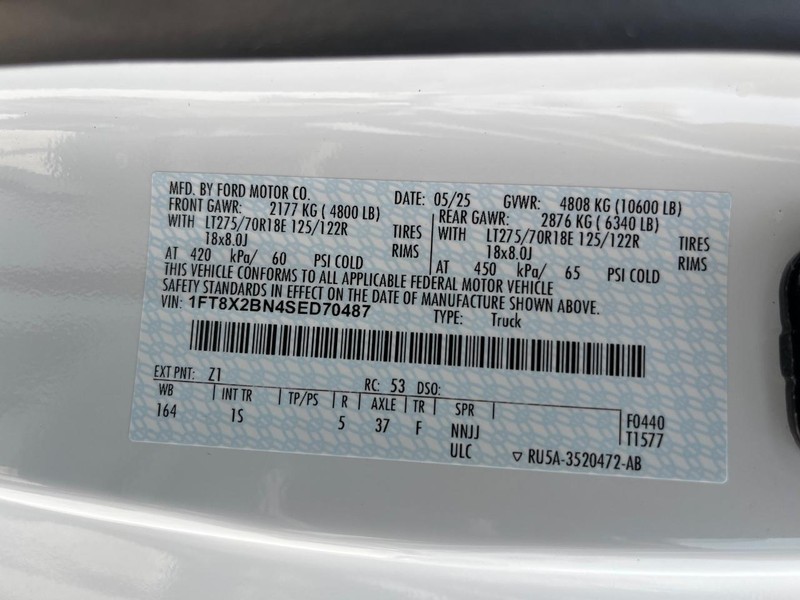 MFD. BY FORD MOTOR CO.
DATE: 05/25 GVWR: 4808 KG (10600 LB)
FRONT GAWR: 2177 KG ( 4800 LB)
REAR GAWR: 2876 KG ( 6340 LB)
WITH LT275/70R18E 125/122R TIRES
WITH LT275/70R18E 125/122R TIRES
18x8.0J RIMS
18x8.0J RIMS
AT 420 kPa/ 60 PSI COLD
AT 450 kPa/ 65 PSI COLD
THIS VEHICLE CONFORMS TO ALL APPLICABLE FEDERAL MOTOR VEHICLE
SAFETY STANDARDS IN EFFECT ON THE DATE OF MANUFACTURE SHOWN ABOVE.
VIN: 1FT8X2BN4SED70487
TYPE: Truck
EXT PNT: Z1 RC: 53 DSO:
WB INT TR TP/PS R AXLE TR SPR
164 1S 5 37 F NNJJ
ULC
F0440
T1577
▽ RU5A-3520472-AB